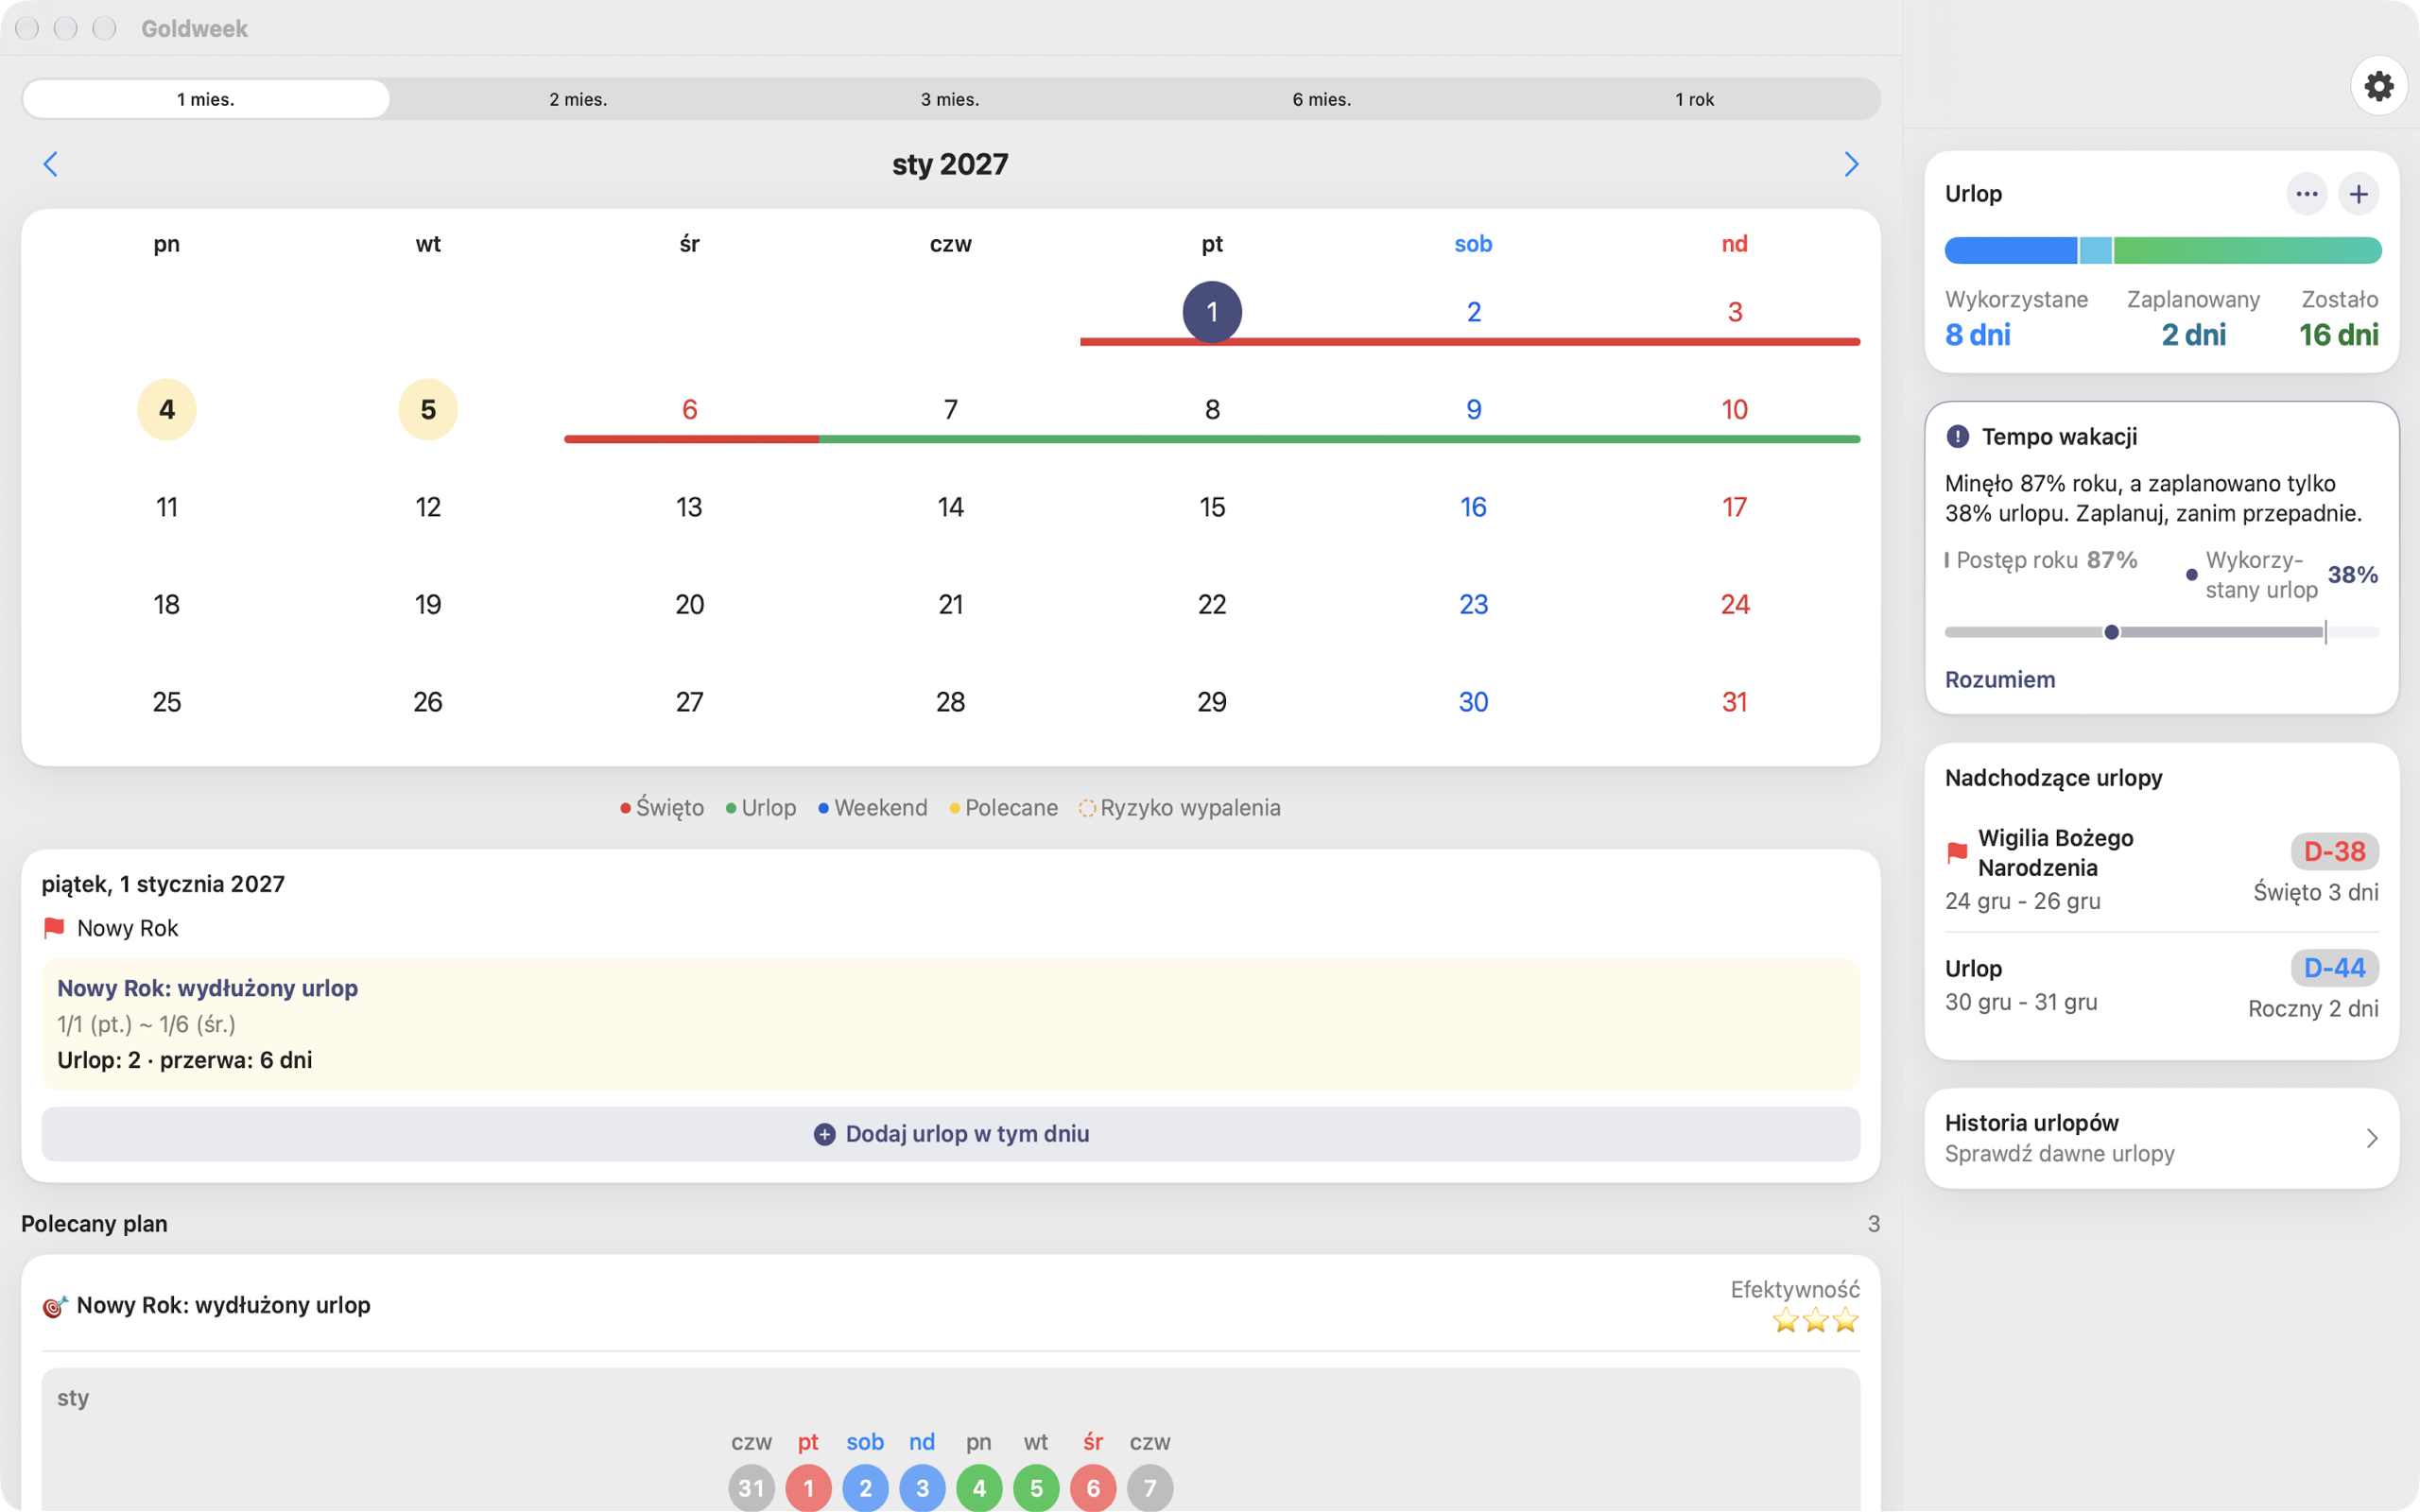 Goldweek
1 mies.
2 mies.
3 mies.
6 mies.
1 rok
sty 2027
pn wt śr czw pt sob nd
1 2 3
4 5 6 7 8 9 10
11 12 13 14 15 16 17
18 19 20 21 22 23 24
25 26 27 28 29 30 31
Święto Urlop Weekend Polecane Ryzyko wypalenia
piątek, 1 stycznia 2027
Nowy Rok
Nowy Rok: wydłużony urlop
1/1 (pt.) ~ 1/6 (śr.)
Urlop: 2 · przerwa: 6 dni
Dodaj urlop w tym dniu
Polecany plan
3
Nowy Rok: wydłużony urlop
Efektywność
sty
czw pt sob nd pn wt śr czw
31 1 2 3 4 5 6 7
Urlop
Wykorzystane Zaplanowany Zostało
8 dni 2 dni 16 dni
Tempo wakacji
Minęło 87% roku, a zaplanowano tylko
38% urlopu. Zaplanuj, zanim przepadnie.
Postęp roku 87%
Wykorzy-
stany urlop
38%
Rozumiem
Nadchodzące urlopy
Wigilia Bożego
Narodzenia
24 gru - 26 gru
D-38
Święto 3 dni
Urlop
30 gru - 31 gru
D-44
Roczny 2 dni
Historia urlopów
Sprawdź dawne urlopy